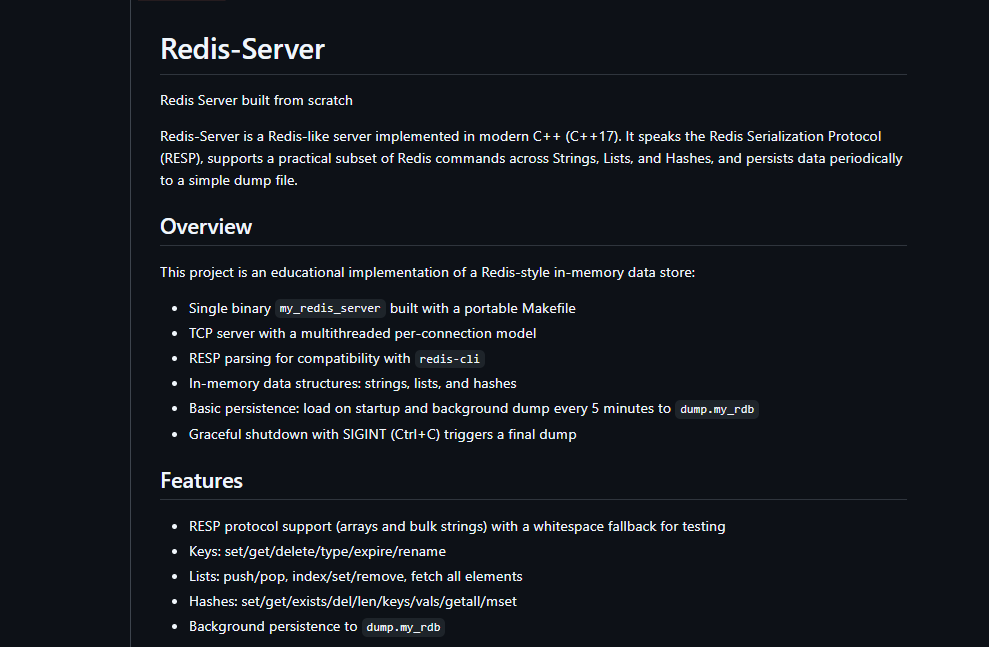 Redis-Server
Redis Server built from scratch
Redis-Server is a Redis-like server implemented in modern C++ (C++17). It speaks the Redis Serialization Protocol
(RESP), supports a practical subset of Redis commands across Strings, Lists, and Hashes, and persists data periodically
to a simple dump file.
Overview
This project is an educational implementation of a Redis-style in-memory data store:
• Single binary my_redis_server built with a portable Makefile
• TCP server with a multithreaded per-connection model
• RESP parsing for compatibility with redis-cli
• In-memory data structures: strings, lists, and hashes
• Basic persistence: load on startup and background dump every 5 minutes to dump.my_rdb
• Graceful shutdown with SIGINT (Ctrl+C) triggers a final dump
Features
• RESP protocol support (arrays and bulk strings) with a whitespace fallback for testing
• Keys: set/get/delete/type/expire/rename
• Lists: push/pop, index/set/remove, fetch all elements
• Hashes: set/get/exists/del/len/keys/vals/getall/mset
• Background persistence to dump.my_rdb